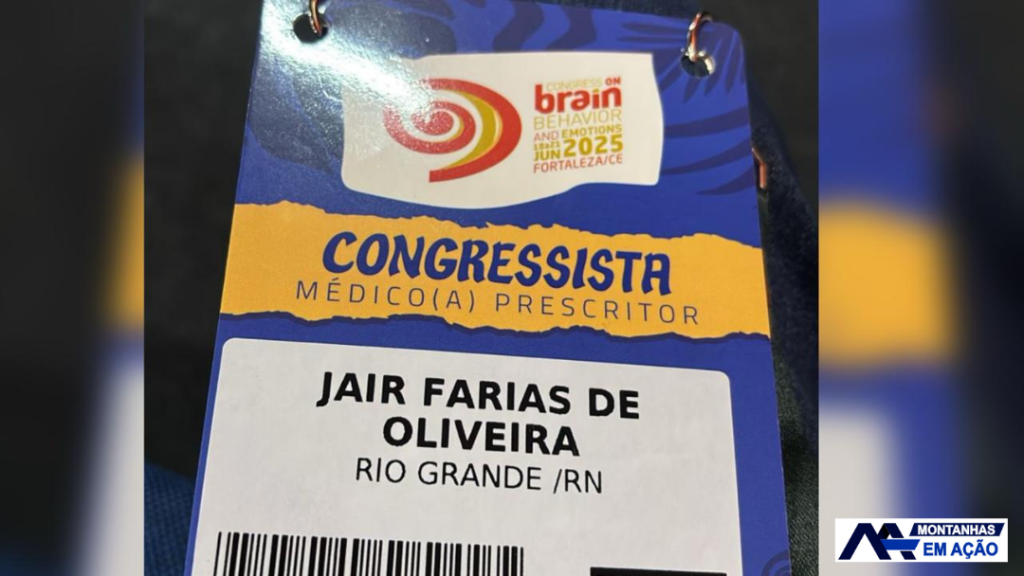 CONGRESS ON
brain
BEHAVIOR
AND EMOTIONS
18a21
JUN 2025
FORTALEZA/CE
CONGRESSISTA
MÉDICO(A) PRESCRITOR
JAIR FARIAS DE
OLIVEIRA
RIO GRANDE /RN
MONTANHAS
EM AÇÃO